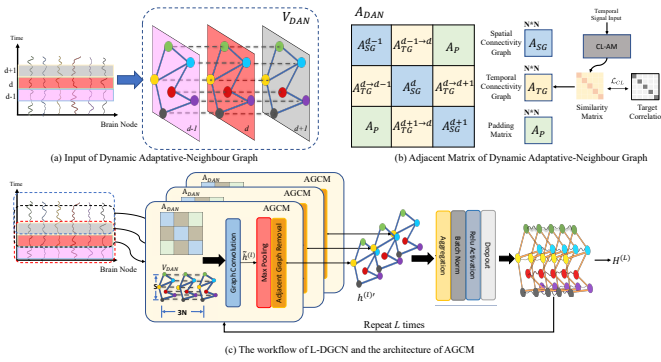 Time
d+1
d
d-1
Brain Node
V_DAN
d-1
d
d+1
(a) Input of Dynamic Adaptative-Neighbour Graph
A_DAN
A_SG^{d-1} A_TG^{d-1→d} A_P
A_TG^{d→d-1} A_SG^d A_TG^{d→d+1}
A_P A_TG^{d+1→d} A_SG^{d+1}
Spatial
Connectivity
Graph
N*N
A_SG
Temporal
Connectivity
Graph
N*N
A_TG
Padding
Matrix
N*N
A_P
Temporal
Signal Input
CL-AM
L_CL
Similarity
Matrix
Target
Correlatio
(b) Adjacent Matrix of Dynamic Adaptative-Neighbour Graph
Time
Brain Node
AGCM
A_DAN
AGCM
A_DAN
AGCM
A_DAN
V_DAN
S
3N
Graph Convolution
h̃^(l)
Max Pooling
Adjacent Graph Removal
h^(l)′
Aggregation
Batch Norm
Relu Activation
Dropout
H^(L)
Repeat L times
(c) The workflow of L-DGCN and the architecture of AGCM